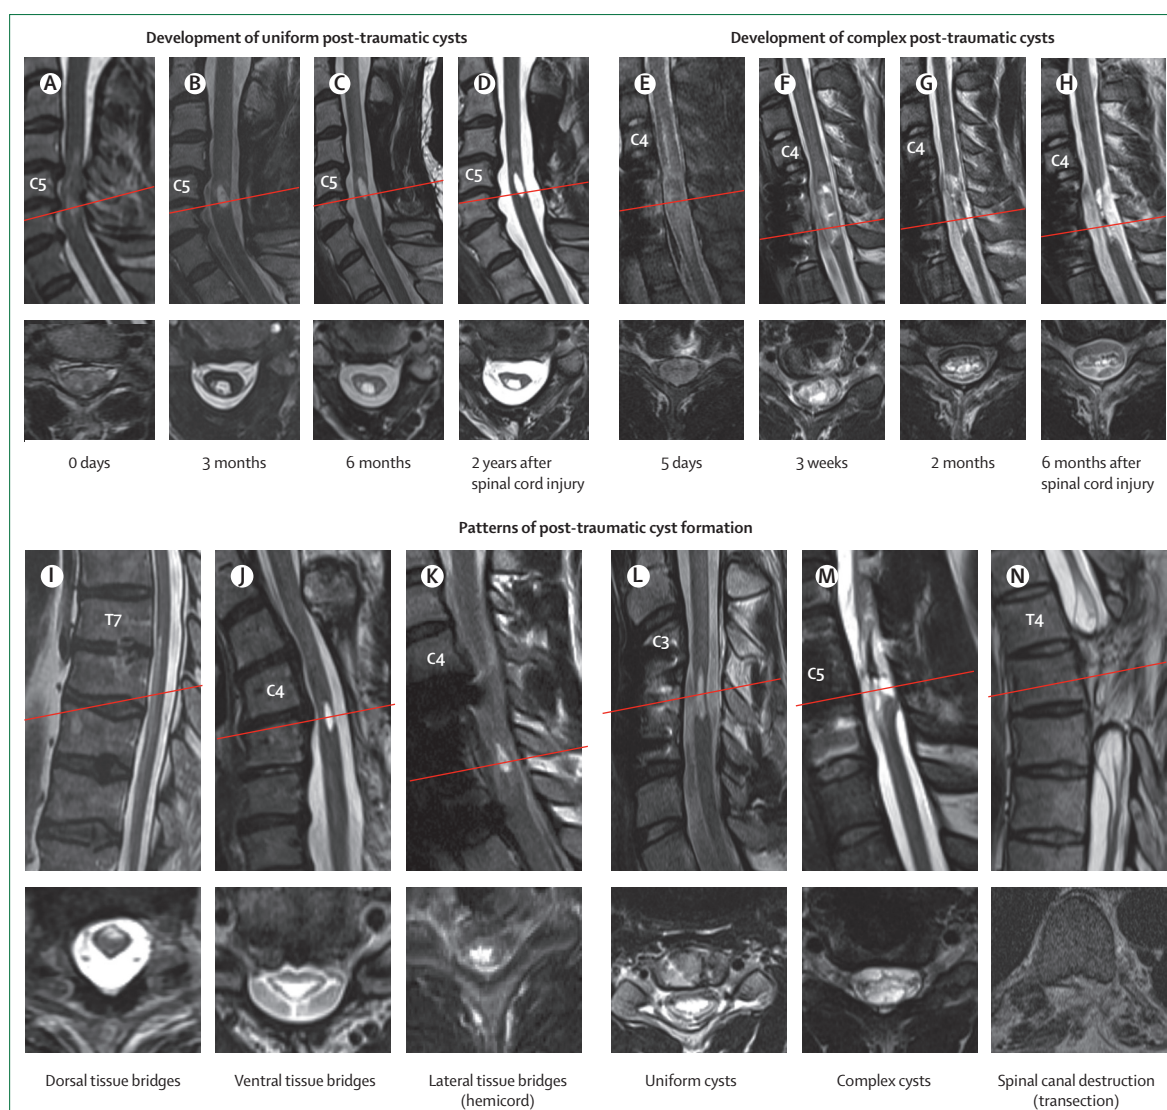 Development of uniform post-traumatic cysts
Development of complex post-traumatic cysts
A
B
C
D
E
F
G
H
C5
C5
C5
C5
C4
C4
C4
C4
0 days
3 months
6 months
2 years after
spinal cord injury
5 days
3 weeks
2 months
6 months after
spinal cord injury
Patterns of post-traumatic cyst formation
I
J
K
L
M
N
T7
C4
C4
C3
C5
T4
Dorsal tissue bridges
Ventral tissue bridges
Lateral tissue bridges
(hemicord)
Uniform cysts
Complex cysts
Spinal canal destruction
(transection)